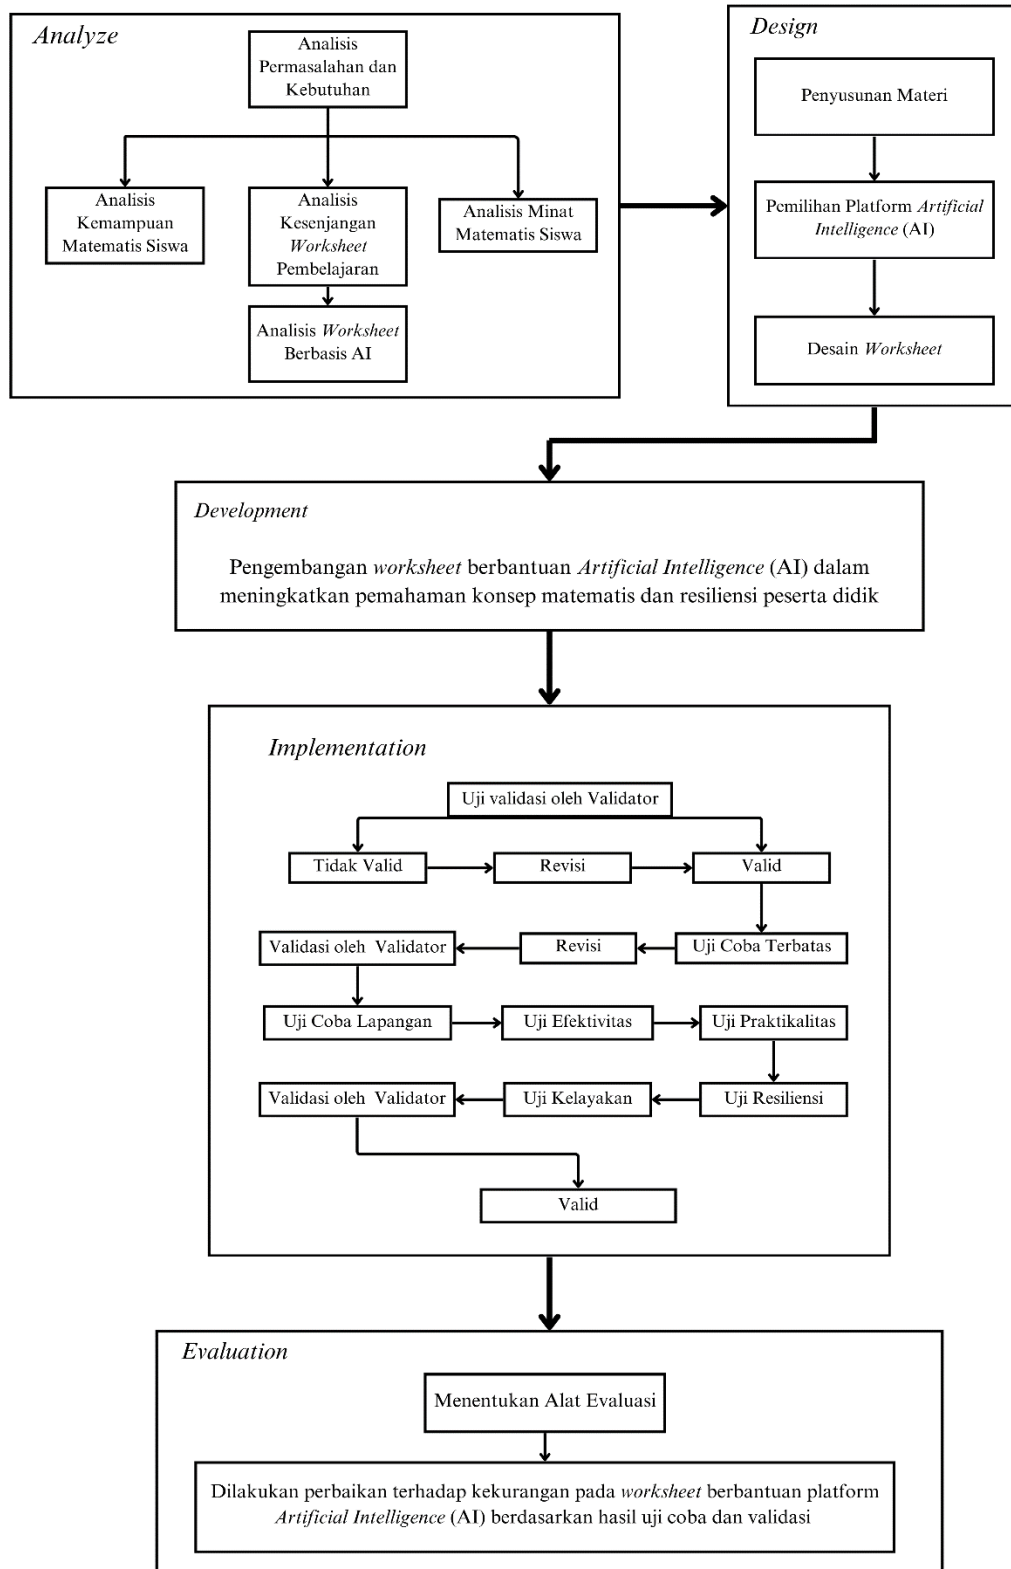 Analyze
Analisis
Permasalahan dan
Kebutuhan
Analisis
Kemampuan
Matematis Siswa
Analisis
Kesenjangan
Worksheet
Pembelajaran
Analisis Minat
Matematis Siswa
Analisis Worksheet
Berbasis AI
Design
Penyusunan Materi
Pemilihan Platform Artificial
Intelligence (AI)
Desain Worksheet
Development
Pengembangan worksheet berbantuan Artificial Intelligence (AI) dalam
meningkatkan pemahaman konsep matematis dan resiliensi peserta didik
Implementation
Uji validasi oleh Validator
Tidak Valid
Revisi
Valid
Validasi oleh Validator
Revisi
Uji Coba Terbatas
Uji Coba Lapangan
Uji Efektivitas
Uji Praktikalitas
Validasi oleh Validator
Uji Kelayakan
Uji Resiliensi
Valid
Evaluation
Menentukan Alat Evaluasi
Dilakukan perbaikan terhadap kekurangan pada worksheet berbantuan platform
Artificial Intelligence (AI) berdasarkan hasil uji coba dan validasi